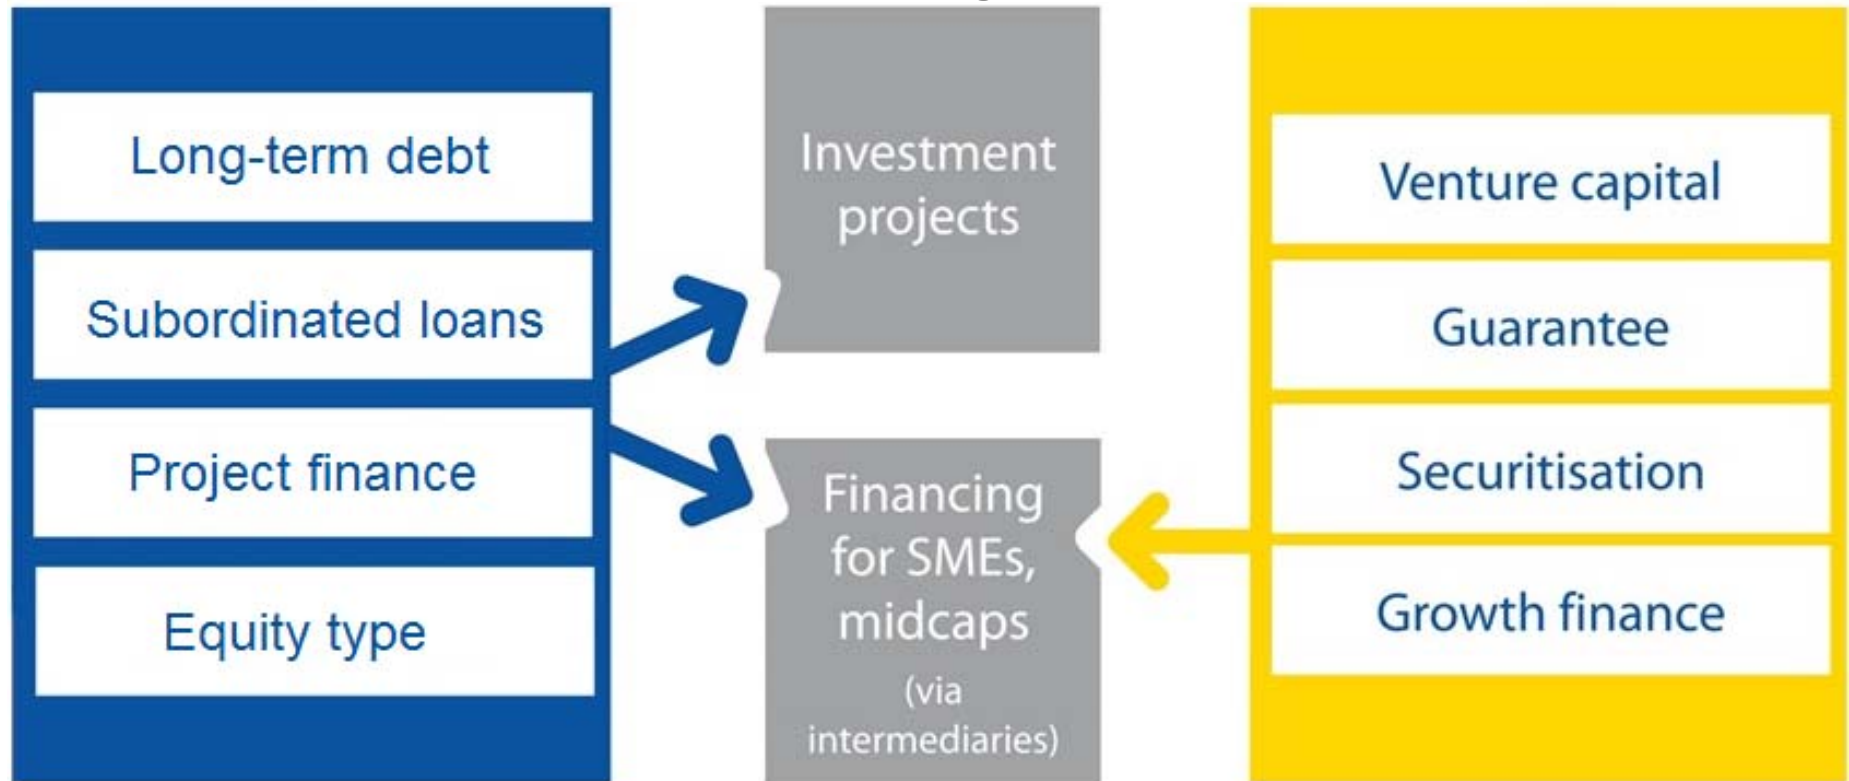 Long-term debt
Subordinated loans
Project finance
Equity type
Investment
projects
Financing
for SMEs,
midcaps
(via
intermediaries)
Venture capital
Guarantee
Securitisation
Growth finance